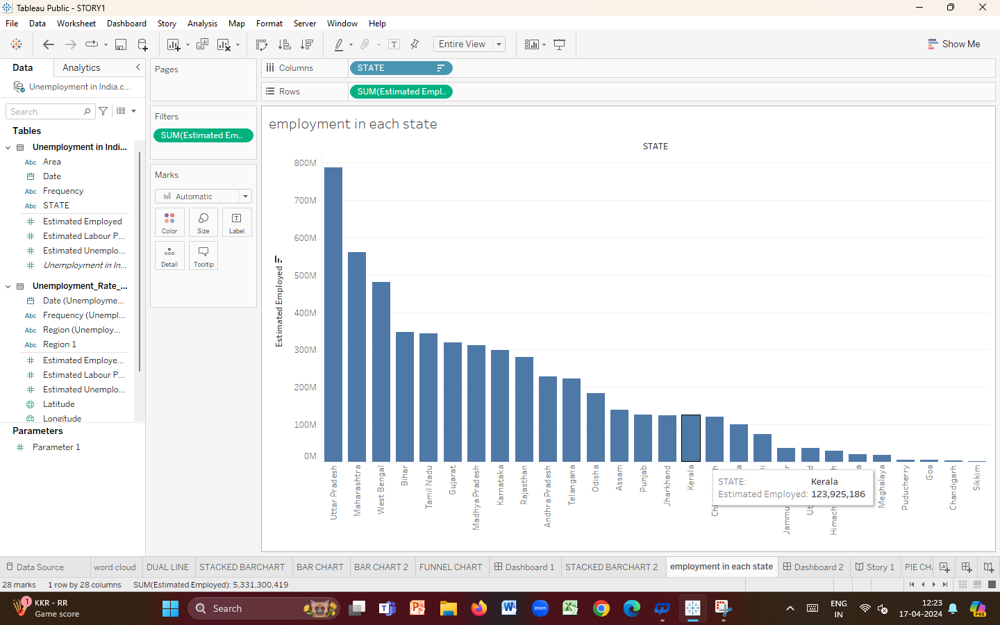 Tableau Public - STORY1
File Data Worksheet Dashboard Story Analysis Map Format Server Window Help
Entire View
Show Me
Data Analytics
Unemployment in India.c...
Search
Tables
Unemployment in Indi...
Abc Area
Date
Abc Frequency
Abc STATE
Estimated Employed
Estimated Labour P...
Estimated Unemplo...
Unemployment in In...
Unemployment_Rate_...
Date (Unemployme...
Abc Frequency (Unempl...
Abc Region (Unemploy...
Abc Region 1
Estimated Employe...
Estimated Labour P...
Estimated Unemplo...
Latitude
Longitude
Parameters
Parameter 1
Pages
Filters
SUM(Estimated Em..
Marks
Automatic
Color Size Label
Detail Tooltip
Columns STATE
Rows SUM(Estimated Empl..
employment in each state
STATE
Estimated Employed
800M
700M
600M
500M
400M
300M
200M
100M
0M
Uttar Pradesh
Maharashtra
West Bengal
Bihar
Tamil Nadu
Gujarat
Madhya Pradesh
Karnataka
Rajasthan
Andhra Pradesh
Telangana
Odisha
Assam
Punjab
Jharkhand
Kerala
Meghalaya
Puducherry
Goa
Chandigarh
Sikkim
STATE: Kerala
Estimated Employed: 123,925,186
Data Source word cloud DUAL LINE STACKED BARCHART BAR CHART BAR CHART 2 FUNNEL CHART Dashboard 1 STACKED BARCHART 2 employment in each state Dashboard 2 Story 1 PIE CH
28 marks 1 row by 28 columns SUM(Estimated Employed): 5,331,300,419
1
KKR - RR
Game score
Search
zoom
PRE
ENG
IN
12:23
17-04-2024